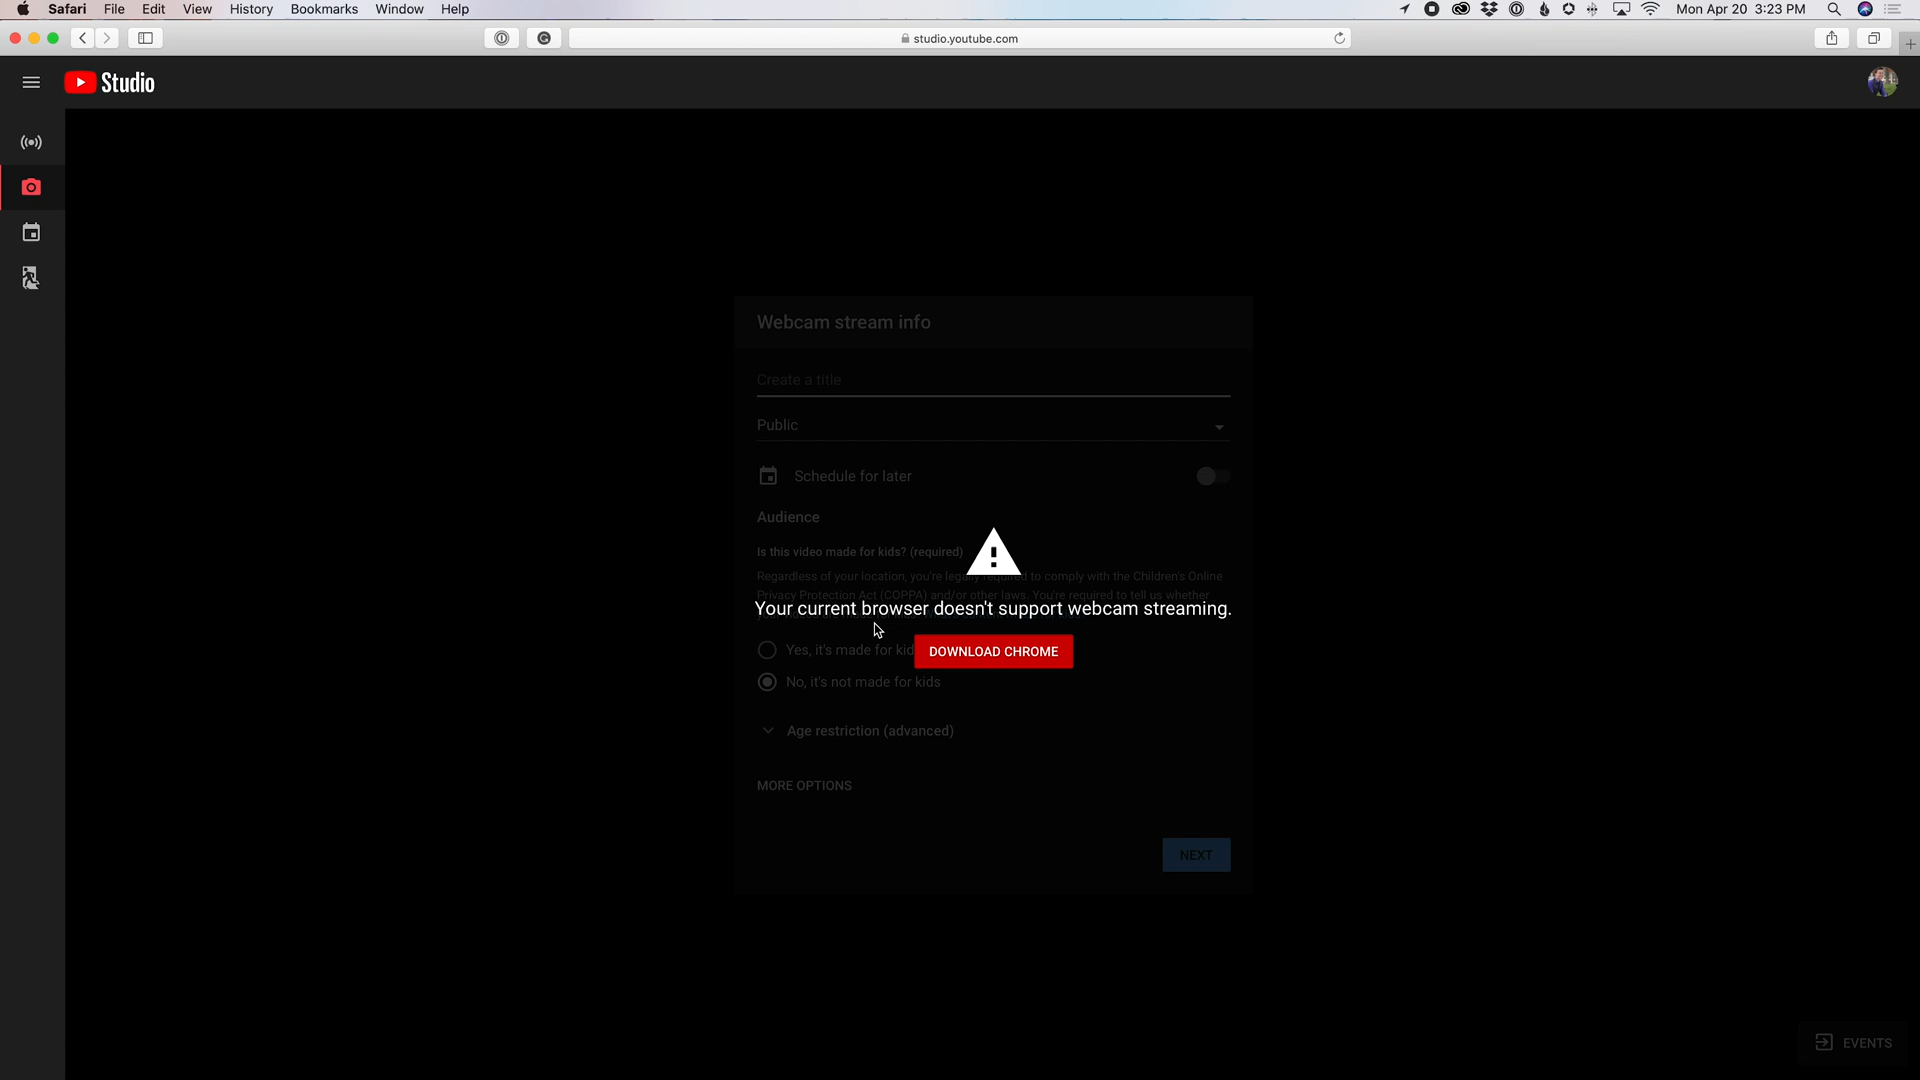 Safari File Edit View History Bookmarks Window Help
Mon Apr 20 3:23 PM
studio.youtube.com
Studio
Webcam stream info
Create a title
Public
Schedule for later
Audience
Is this video made for kids? (required)
Regardless of your location, you're legally required to comply with the Children's Online
Privacy Protection Act (COPPA) and/or other laws. You're required to tell us whether
Your current browser doesn't support webcam streaming.
Yes, it's made for kid
DOWNLOAD CHROME
No, it's not made for kids
Age restriction (advanced)
MORE OPTIONS
NEXT
EVENTS